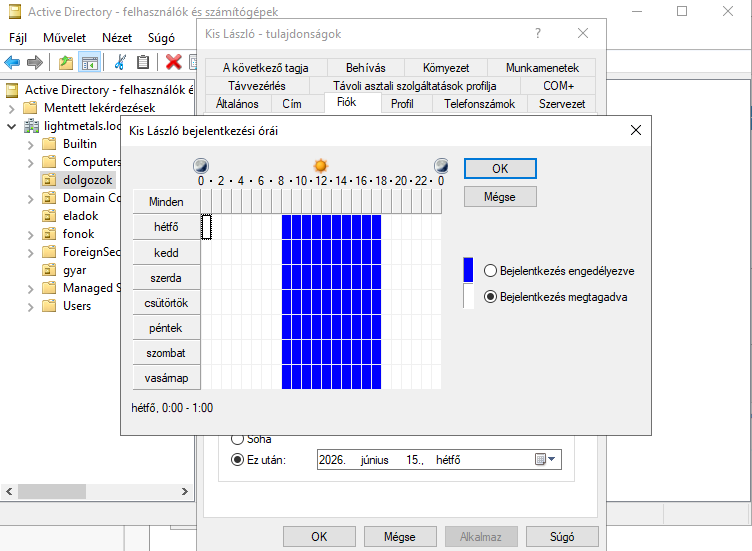 Active Directory - felhasználók és számítógépek
Fájl Művelet Nézet Súgó
Active Directory - felhasználók é
Mentett lekérdezések
lightmetals.loc
Builtin
Computers
dolgozok
Domain Co
eladok
fonok
ForeignSec
gyar
Managed S
Users
Kis László - tulajdonságok
A következő tagja Behívás Környezet Munkamenetek
Távvezérlés Távoli asztali szolgáltatások profilja COM+
Általános Cím Fiók Profil Telefonszámok Szervezet
Kis László bejelentkezési órái
0 · 2 · 4 · 6 · 8 · 10 · 12 · 14 · 16 · 18 · 20 · 22 · 0
Minden
hétfő
kedd
szerda
csütörtök
péntek
szombat
vasárnap
hétfő, 0:00 - 1:00
OK
Mégse
Bejelentkezés engedélyezve
Bejelentkezés megtagadva
Soha
Ez után: 2026. június 15., hétfő
OK Mégse Alkalmaz Súgó